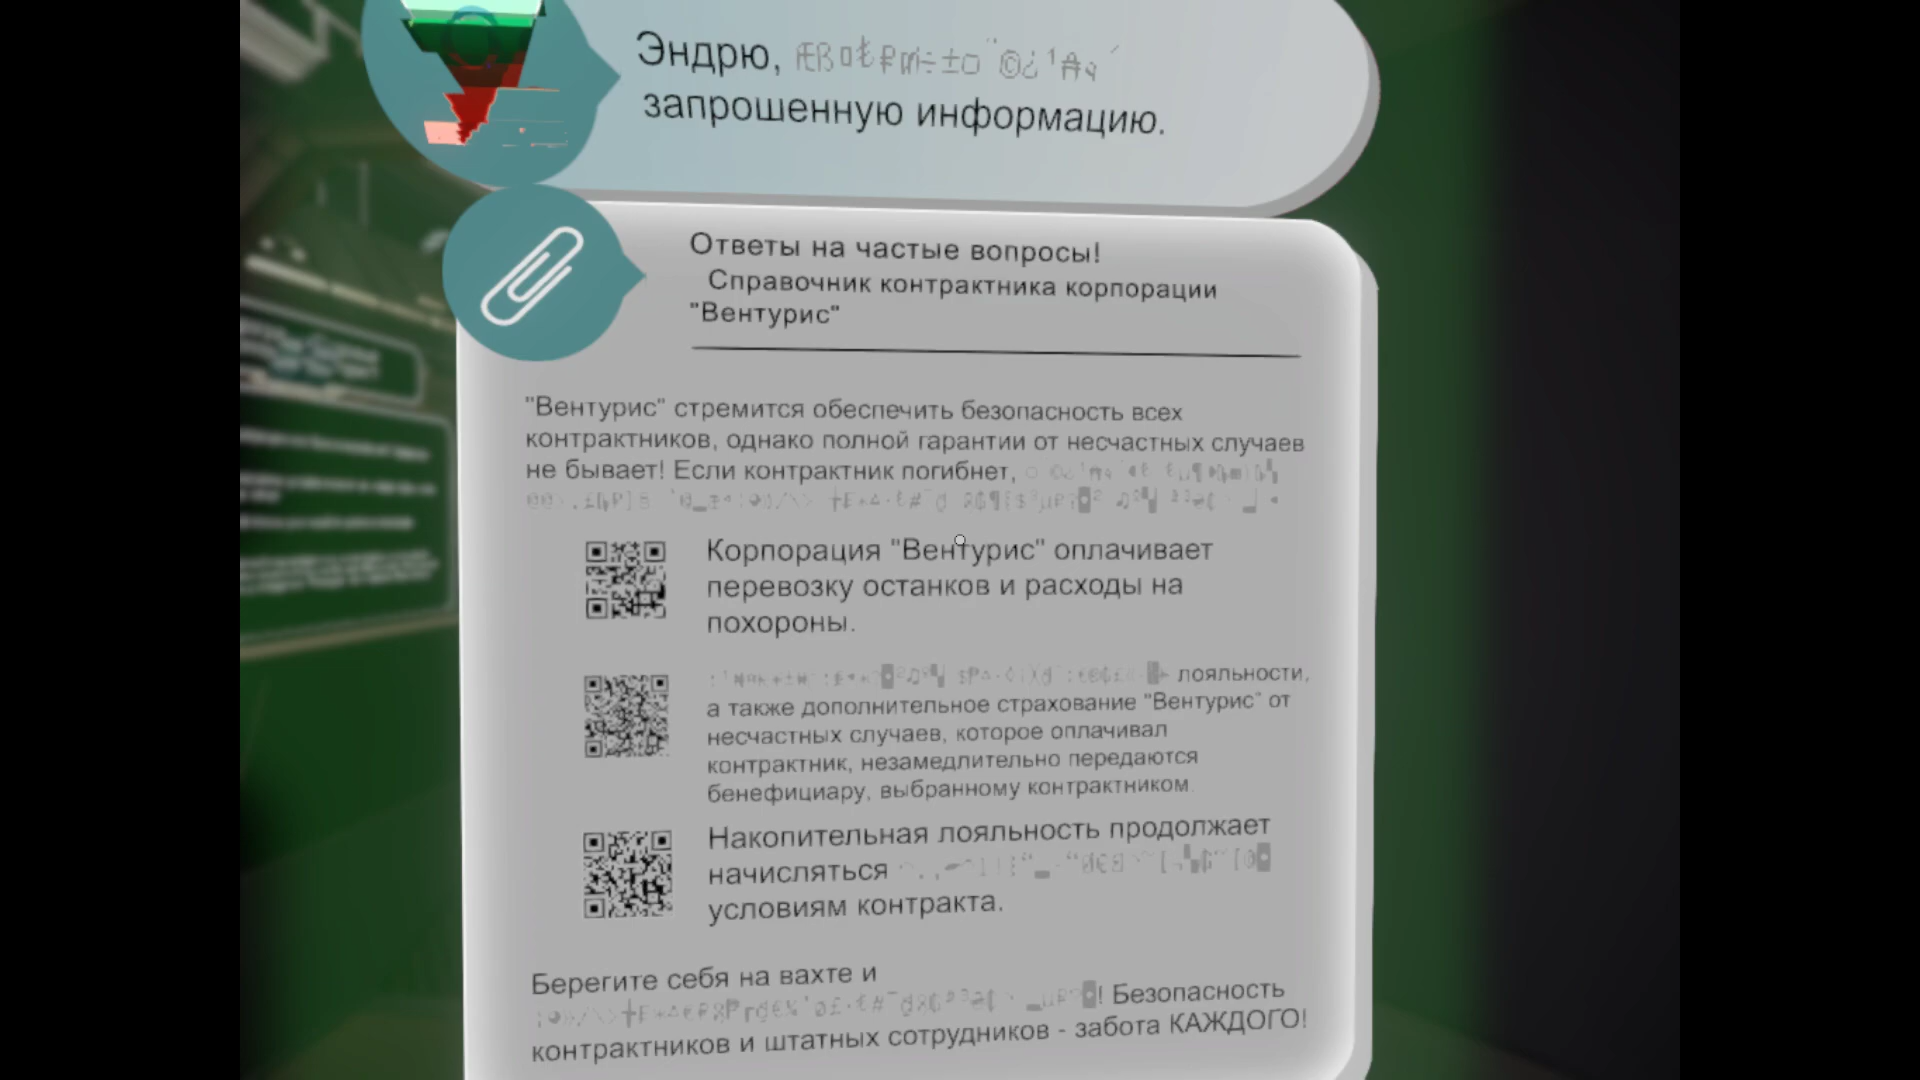 Эндрю,
запрошенную информацию.
Ответы на частые вопросы!
Справочник контрактника корпорации
"Вентурис"
"Вентурис" стремится обеспечить безопасность всех
контрактников, однако полной гарантии от несчастных случаев
не бывает! Если контрактник погибнет,
Корпорация "Вентурис" оплачивает
перевозку останков и расходы на
похороны.
лояльности,
а также дополнительное страхование "Вентурис" от
несчастных случаев, которое оплачивал
контрактник, незамедлительно передаются
бенефициару, выбранному контрактником.
Накопительная лояльность продолжает
начисляться
условиям контракта.
Берегите себя на вахте и
! Безопасность
контрактников и штатных сотрудников - забота КАЖДОГО!